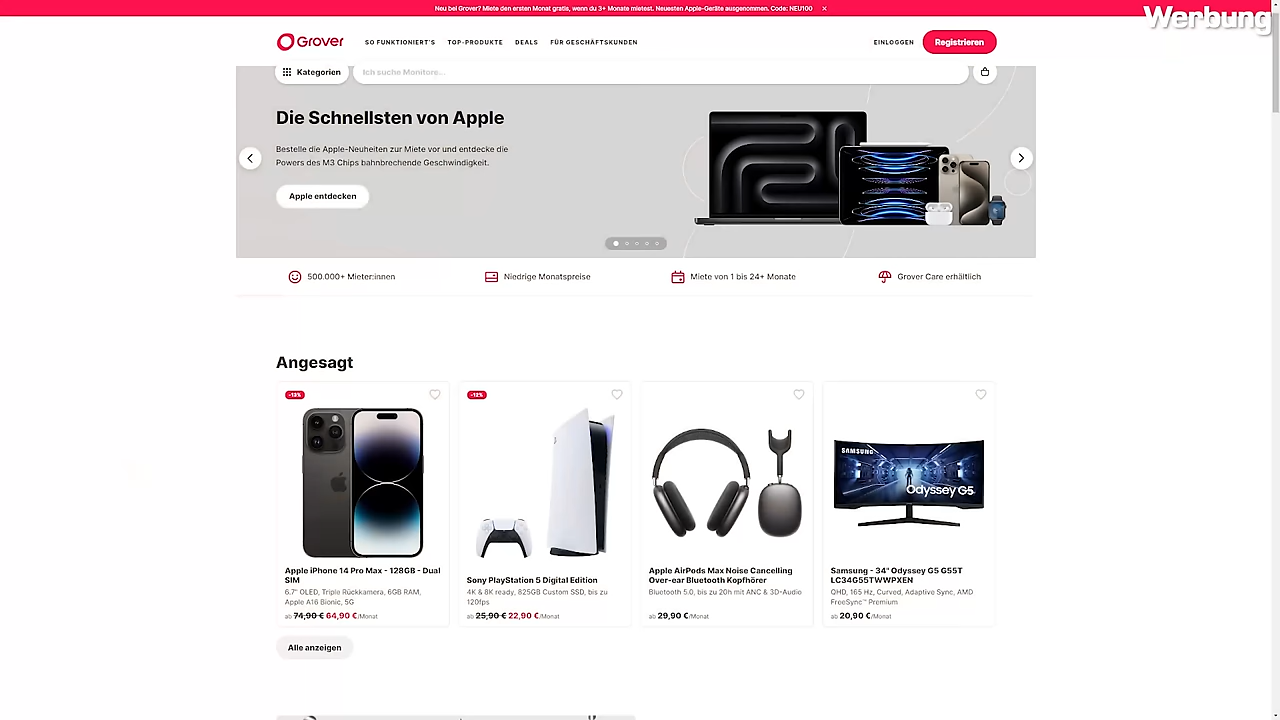 Neu bei Grover? Miete den ersten Monat gratis, wenn du 3+ Monate mietest. Neuesten Apple-Geräte ausgenommen. Code: NEU100 ×
Werbung
Grover SO FUNKTIONIERT'S TOP-PRODUKTE DEALS FÜR GESCHÄFTSKUNDEN EINLOGGEN Registrieren
Kategorien Ich suche Monitore...
Die Schnellsten von Apple
Bestelle die Apple-Neuheiten zur Miete vor und entdecke die
Powers des M3 Chips bahnbrechende Geschwindigkeit.
Apple entdecken
500.000+ Mieter:innen Niedrige Monatspreise Miete von 1 bis 24+ Monate Grover Care erhältlich
Angesagt
-13%
Apple iPhone 14 Pro Max - 128GB - Dual
SIM
6.7" OLED, Triple Rückkamera, 6GB RAM,
Apple A16 Bionic, 5G
ab 74,90 € 64,90 €/Monat
-12%
Sony PlayStation 5 Digital Edition
4K & 8K ready, 825GB Custom SSD, bis zu
120fps
ab 25,90 € 22,90 €/Monat
Apple AirPods Max Noise Cancelling
Over-ear Bluetooth Kopfhörer
Bluetooth 5.0, bis zu 20h mit ANC & 3D-Audio
ab 29,90 €/Monat
SAMSUNG
Odyssey G5
Samsung - 34" Odyssey G5 G55T
LC34G55TWWPXEN
QHD, 165 Hz, Curved, Adaptive Sync, AMD
FreeSync™ Premium
ab 20,90 €/Monat
Alle anzeigen